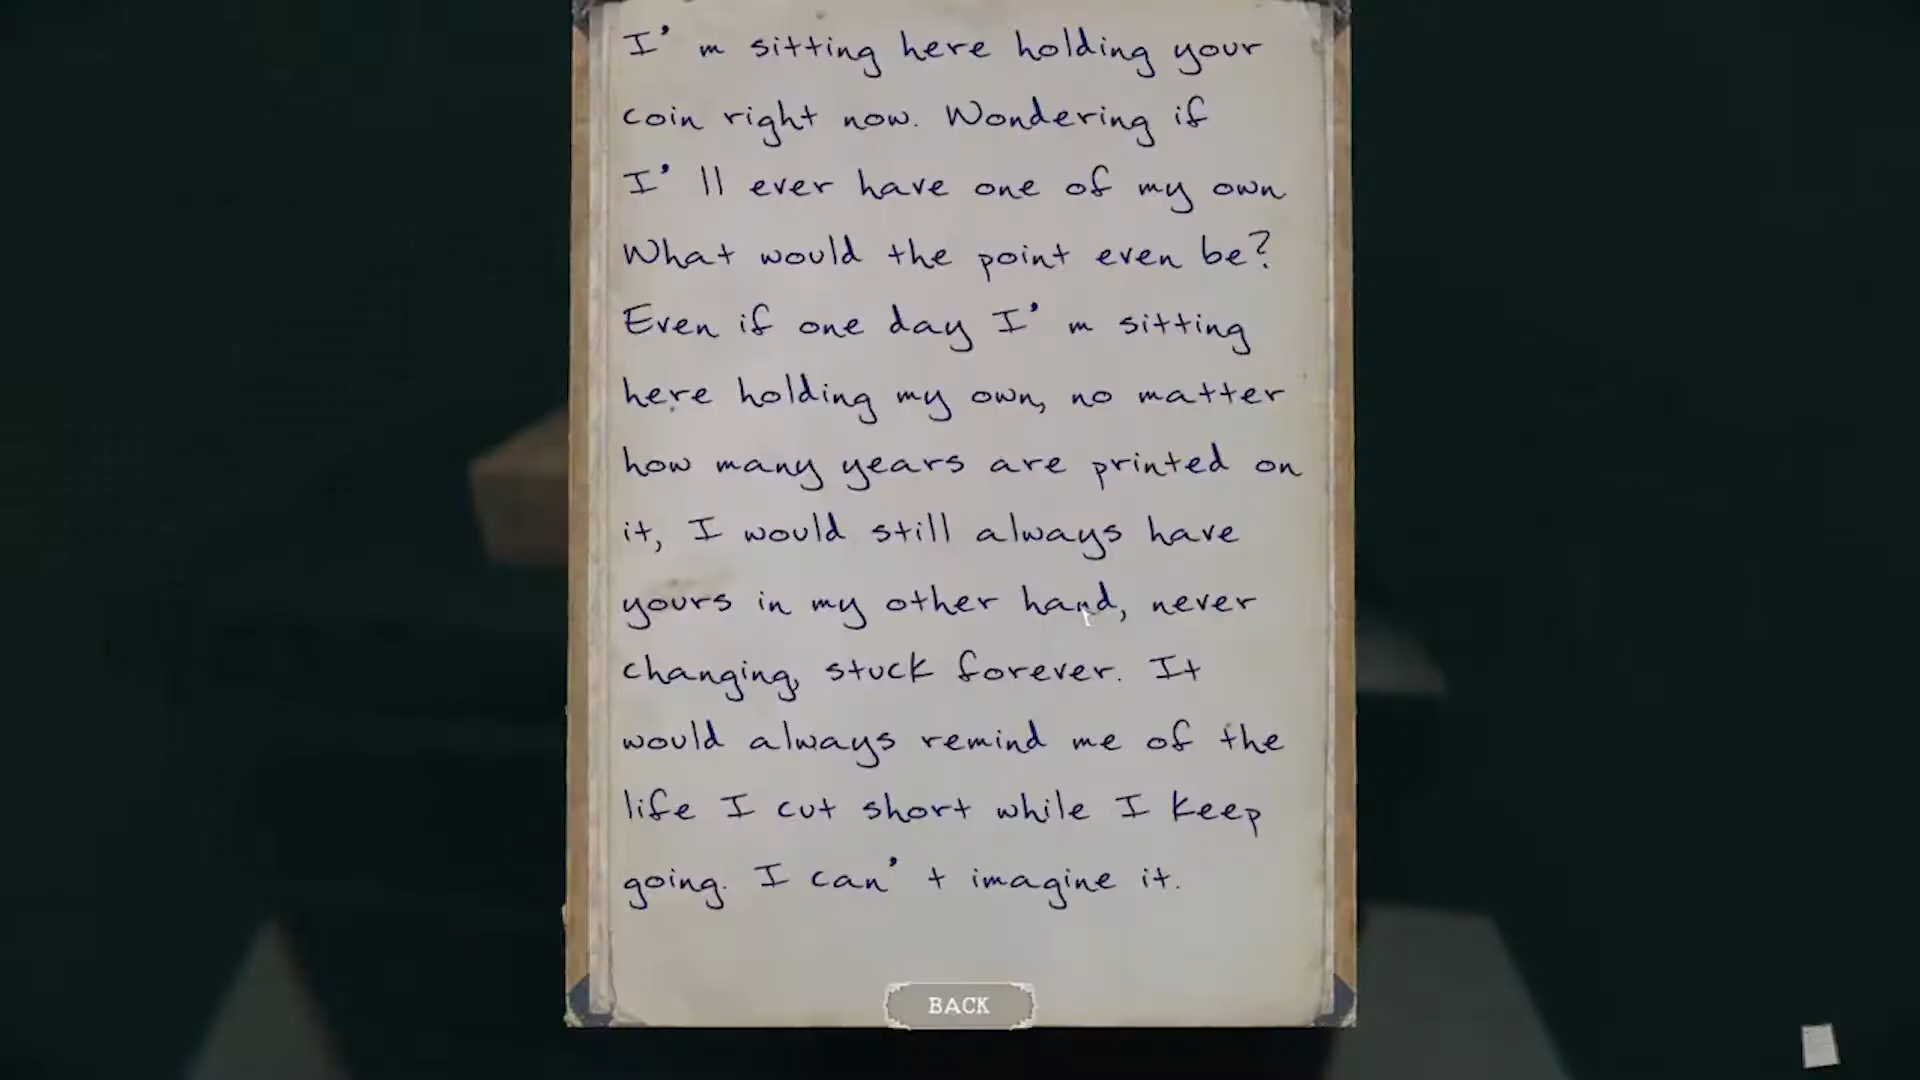 I' m sitting here holding your
coin right now. Wondering if
I' ll ever have one of my own
What would the point even be?
Even if one day I' m sitting
here holding my own, no matter
how many years are printed on
it, I would still always have
yours in my other hand, never
changing, stuck forever. It
would always remind me of the
life I cut short while I keep
going. I can' t imagine it.
BACK